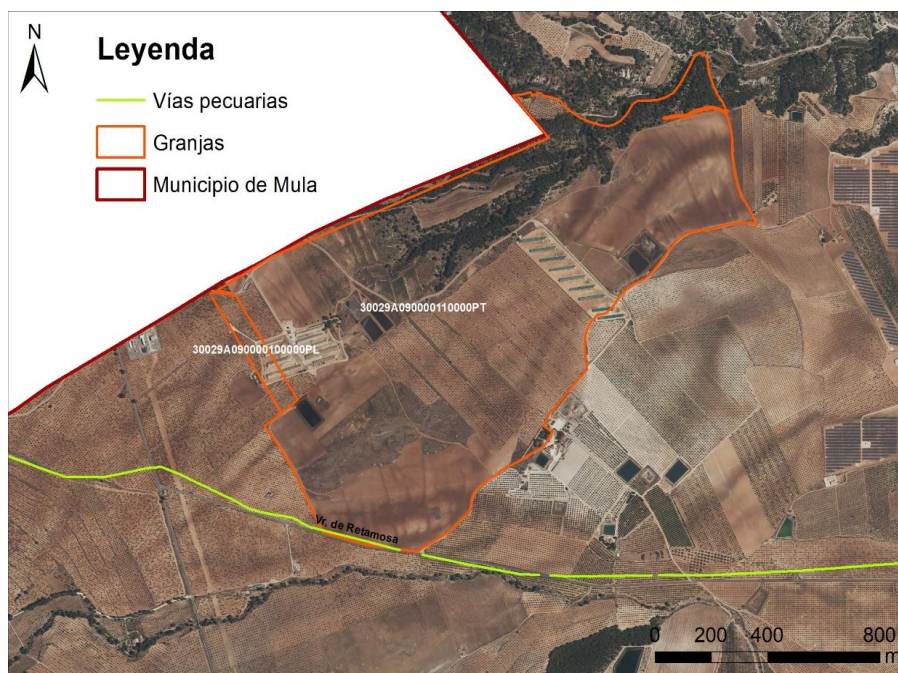 N
Leyenda
Vías pecuarias
Granjas
Municipio de Mula
30029A090000110000PT
30029A090000100000PL
Vr. de Retamosa
0 200 400 800
m